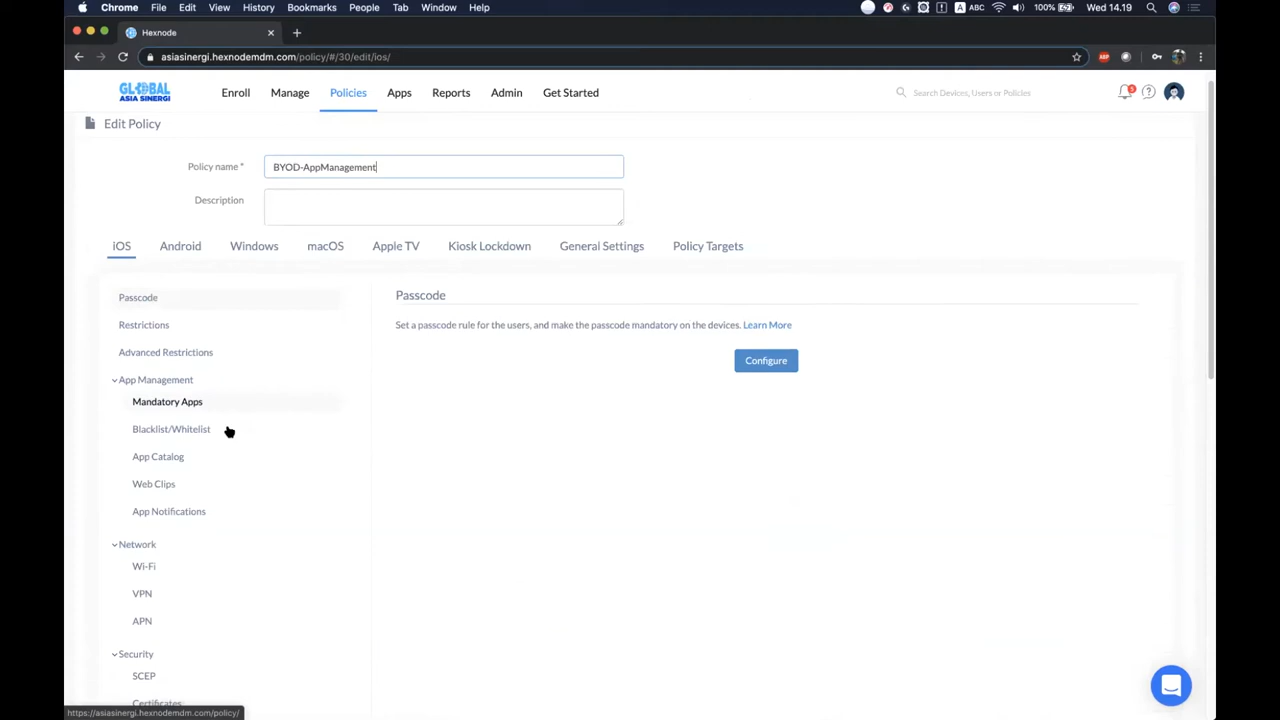 Chrome File Edit View History Bookmarks People Tab Window Help
A ABC 100% Wed 14.19
Hexnode
asiasinergi.hexnodemdm.com/policy/#/30/edit/ios/
ABP
GLOBAL
ASIA SINERGI
Enroll Manage Policies Apps Reports Admin Get Started
Search Devices, Users or Policies
Edit Policy
Policy name * BYOD-AppManagement
Description
iOS Android Windows macOS Apple TV Kiosk Lockdown General Settings Policy Targets
Passcode
Restrictions
Advanced Restrictions
App Management
Mandatory Apps
Blacklist/Whitelist
App Catalog
Web Clips
App Notifications
Network
Wi-Fi
VPN
APN
Security
SCEP
Certificates
Passcode
Set a passcode rule for the users, and make the passcode mandatory on the devices. Learn More
Configure
https://asiasinergi.hexnodemdm.com/policy/